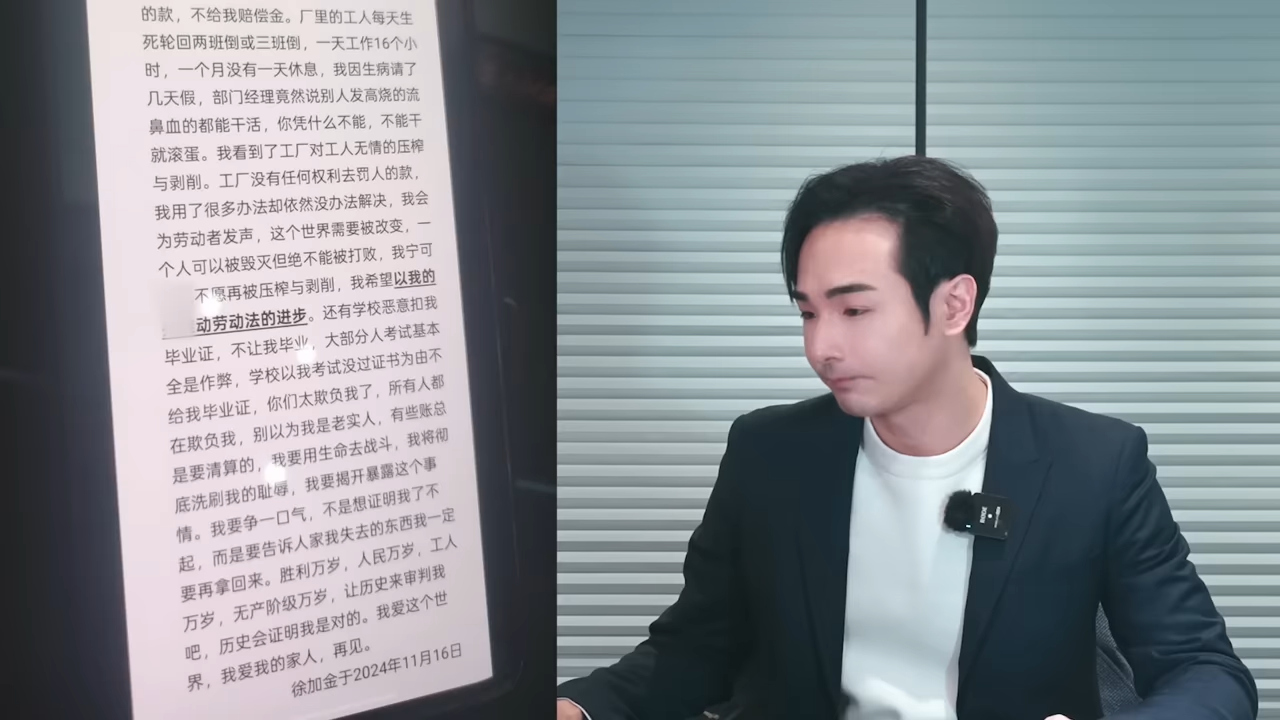 的款，不给我赔偿金。厂里的工人每天生
死轮回两班倒或三班倒，一天工作16个小
时，一个月没有一天休息，我因生病请了
几天假，部门经理竟然说别人发高烧的流
鼻血的都能干活，你凭什么不能，不能干
就滚蛋。我看到了工厂对工人无情的压榨
与剥削。工厂没有任何权利去罚人的款，
我用了很多办法却依然没办法解决，我会
为劳动者发声，这个世界需要被改变，一
个人可以被毁灭但绝不能被打败，我宁可
不愿再被压榨与剥削，我希望以我的
动劳动法的进步。还有学校恶意扣我
毕业证，不让我毕业，大部分人考试基本
全是作弊，学校以我考试没过证书为由不
给我毕业证，你们太欺负我了，所有人都
在欺负我，别以为我是老实人，有些账总
是要清算的，我要用生命去战斗，我将彻
底洗刷我的耻辱，我要揭开暴露这个事
情。我要争一口气，不是想证明我了不
起，而是要告诉人家我失去的东西我一定
要再拿回来。胜利万岁，人民万岁，工人
万岁，无产阶级万岁，让历史来审判我
吧，历史会证明我是对的。我爱这个世
界，我爱我的家人，再见。
徐加金于2024年11月16日